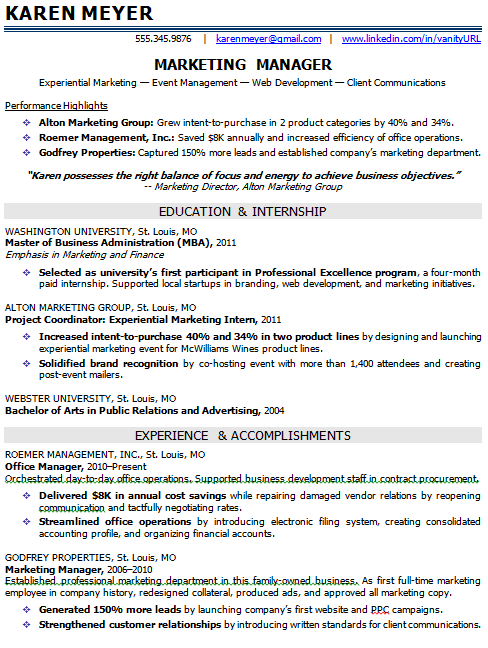 KAREN MEYER
555.345.9876 | karenmeyer@gmail.com | www.linkedin.com/in/vanityURL
MARKETING MANAGER
Experiential Marketing — Event Management — Web Development — Client Communications
Performance Highlights
❖ Alton Marketing Group: Grew intent-to-purchase in 2 product categories by 40% and 34%.
❖ Roemer Management, Inc.: Saved $8K annually and increased efficiency of office operations.
❖ Godfrey Properties: Captured 150% more leads and established company's marketing department.
"Karen possesses the right balance of focus and energy to achieve business objectives."
-- Marketing Director, Alton Marketing Group
EDUCATION & INTERNSHIP
WASHINGTON UNIVERSITY, St. Louis, MO
Master of Business Administration (MBA), 2011
Emphasis in Marketing and Finance
❖ Selected as university's first participant in Professional Excellence program, a four-month
paid internship. Supported local startups in branding, web development, and marketing initiatives.
ALTON MARKETING GROUP, St. Louis, MO
Project Coordinator: Experiential Marketing Intern, 2011
❖ Increased intent-to-purchase 40% and 34% in two product lines by designing and launching
experiential marketing event for McWilliams Wines product lines.
❖ Solidified brand recognition by co-hosting event with more than 1,400 attendees and creating
post-event mailers.
WEBSTER UNIVERSITY, St. Louis, MO
Bachelor of Arts in Public Relations and Advertising, 2004
EXPERIENCE & ACCOMPLISHMENTS
ROEMER MANAGEMENT, INC., St. Louis, MO
Office Manager, 2010–Present
Orchestrated day-to-day office operations. Supported business development staff in contract procurement.
❖ Delivered $8K in annual cost savings while repairing damaged vendor relations by reopening
communication and tactfully negotiating rates.
❖ Streamlined office operations by introducing electronic filing system, creating consolidated
accounting profile, and organizing financial accounts.
GODFREY PROPERTIES, St. Louis, MO
Marketing Manager, 2006–2010
Established professional marketing department in this family-owned business. As first full-time marketing
employee in company history, redesigned collateral, produced ads, and approved all marketing copy.
❖ Generated 150% more leads by launching company's first website and PPC campaigns.
❖ Strengthened customer relationships by introducing written standards for client communications.